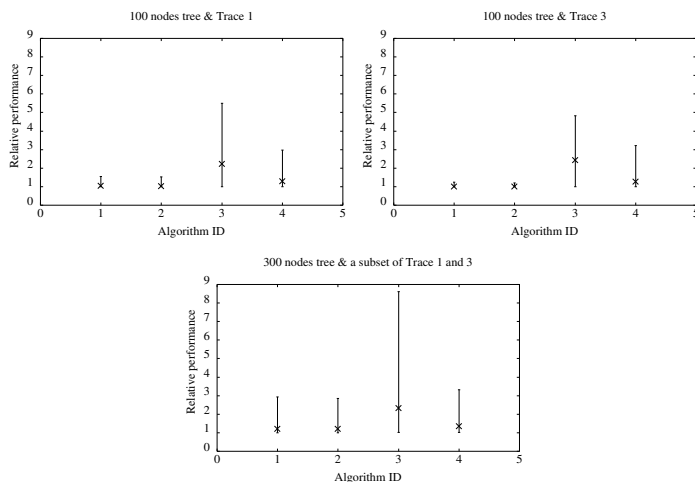 100 nodes tree & Trace 1
Relative performance
9
8
7
6
5
4
3
2
1
0
0 1 2 3 4 5
Algorithm ID
100 nodes tree & Trace 3
Relative performance
9
8
7
6
5
4
3
2
1
0
0 1 2 3 4 5
Algorithm ID
300 nodes tree & a subset of Trace 1 and 3
Relative performance
9
8
7
6
5
4
3
2
1
0
0 1 2 3 4 5
Algorithm ID